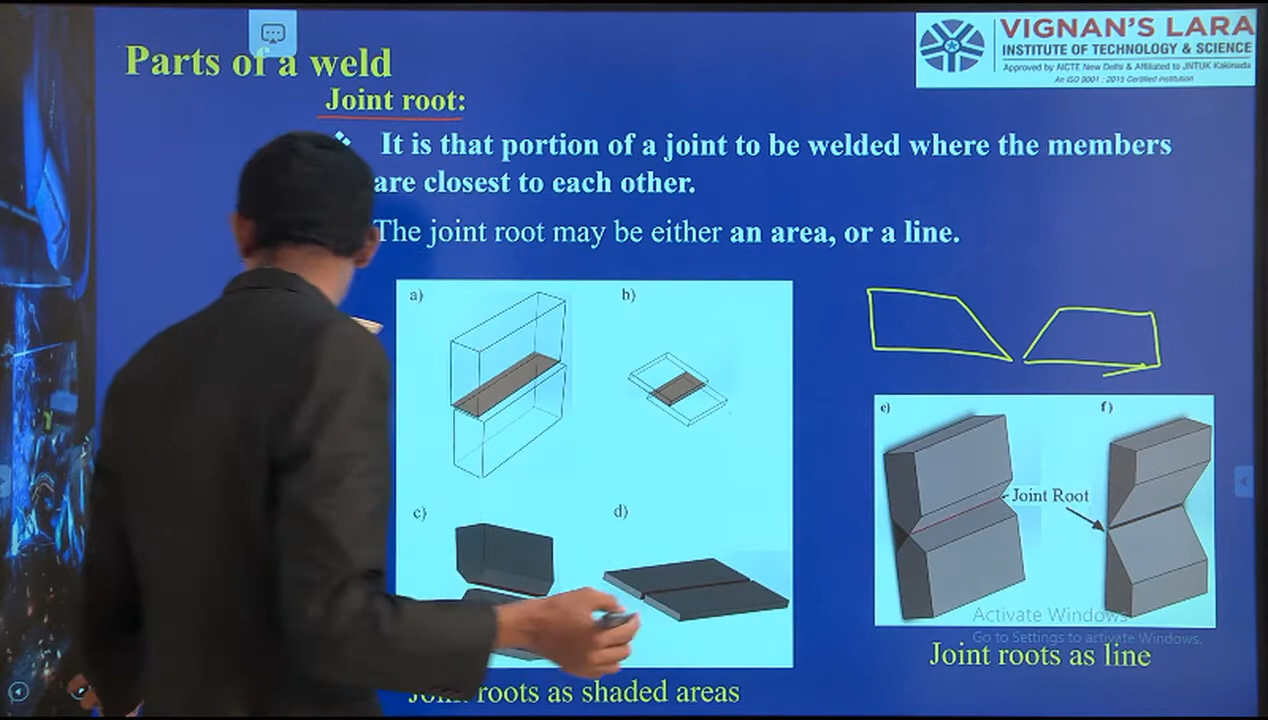 VIGNAN'S LARA
INSTITUTE OF TECHNOLOGY & SCIENCE
Approved by AICTE New Delhi & Affiliated to JNTUK Kakinada
An ISO 9001 : 2015 Certified Institution
Parts of a weld
Joint root:
It is that portion of a joint to be welded where the members
are closest to each other.
The joint root may be either an area, or a line.
a)
b)
c)
d)
e)
f)
Joint Root
Activate Windows
Go to Settings to activate Windows.
Joint roots as shaded areas
Joint roots as line